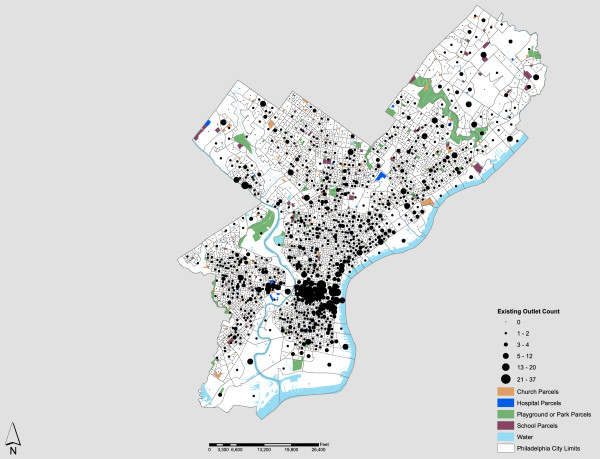 Existing Outlet Count
0
1 - 2
3 - 4
5 - 12
13 - 20
21 - 37
Church Parcels
Hospital Parcels
Playground or Park Parcels
School Parcels
Water
Philadelphia City Limits
Feet
0 3,300 6,600 13,200 19,800 26,400
N